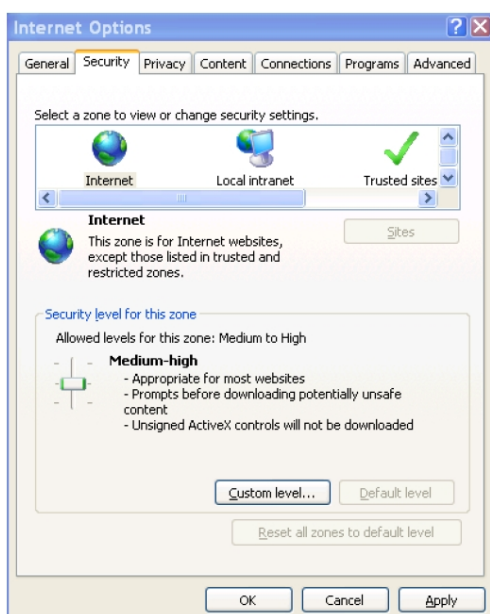 Internet Options
General Security Privacy Content Connections Programs Advanced
Select a zone to view or change security settings.
Internet Local intranet Trusted sites
Internet
Sites
This zone is for Internet websites,
except those listed in trusted and
restricted zones.
Security level for this zone
Allowed levels for this zone: Medium to High
Medium-high
- Appropriate for most websites
- Prompts before downloading potentially unsafe
content
- Unsigned ActiveX controls will not be downloaded
Custom level... Default level
Reset all zones to default level
OK Cancel Apply